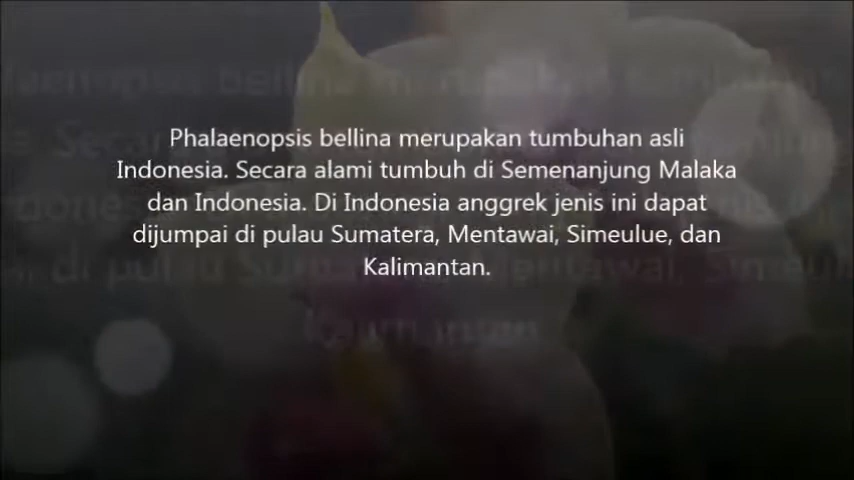 Phalaenopsis bellina merupakan tumbuhan asli
Indonesia. Secara alami tumbuh di Semenanjung Malaka
dan Indonesia. Di Indonesia anggrek jenis ini dapat
dijumpai di pulau Sumatera, Mentawai, Simeulue, dan
Kalimantan.